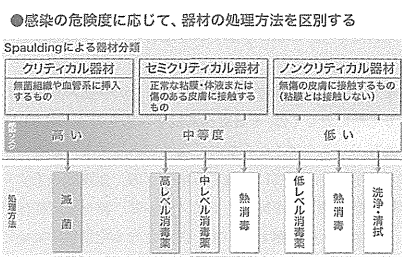 ●感染の危険度に応じて、器材の処理方法を区別する
Spauldingによる器材分類
クリティカル器材
無菌組織や血管系に挿入
するもの
セミクリティカル器材
正常な粘膜・体液または
傷のある皮膚に接触する
もの
ノンクリティカル器材
無傷の皮膚に接触するもの
(粘膜とは接触しない)
高い
中等度
低い
処理方法
滅菌
高レベル消毒薬
中レベル消毒薬
熱消毒
低レベル消毒薬
熱消毒
洗浄・清拭